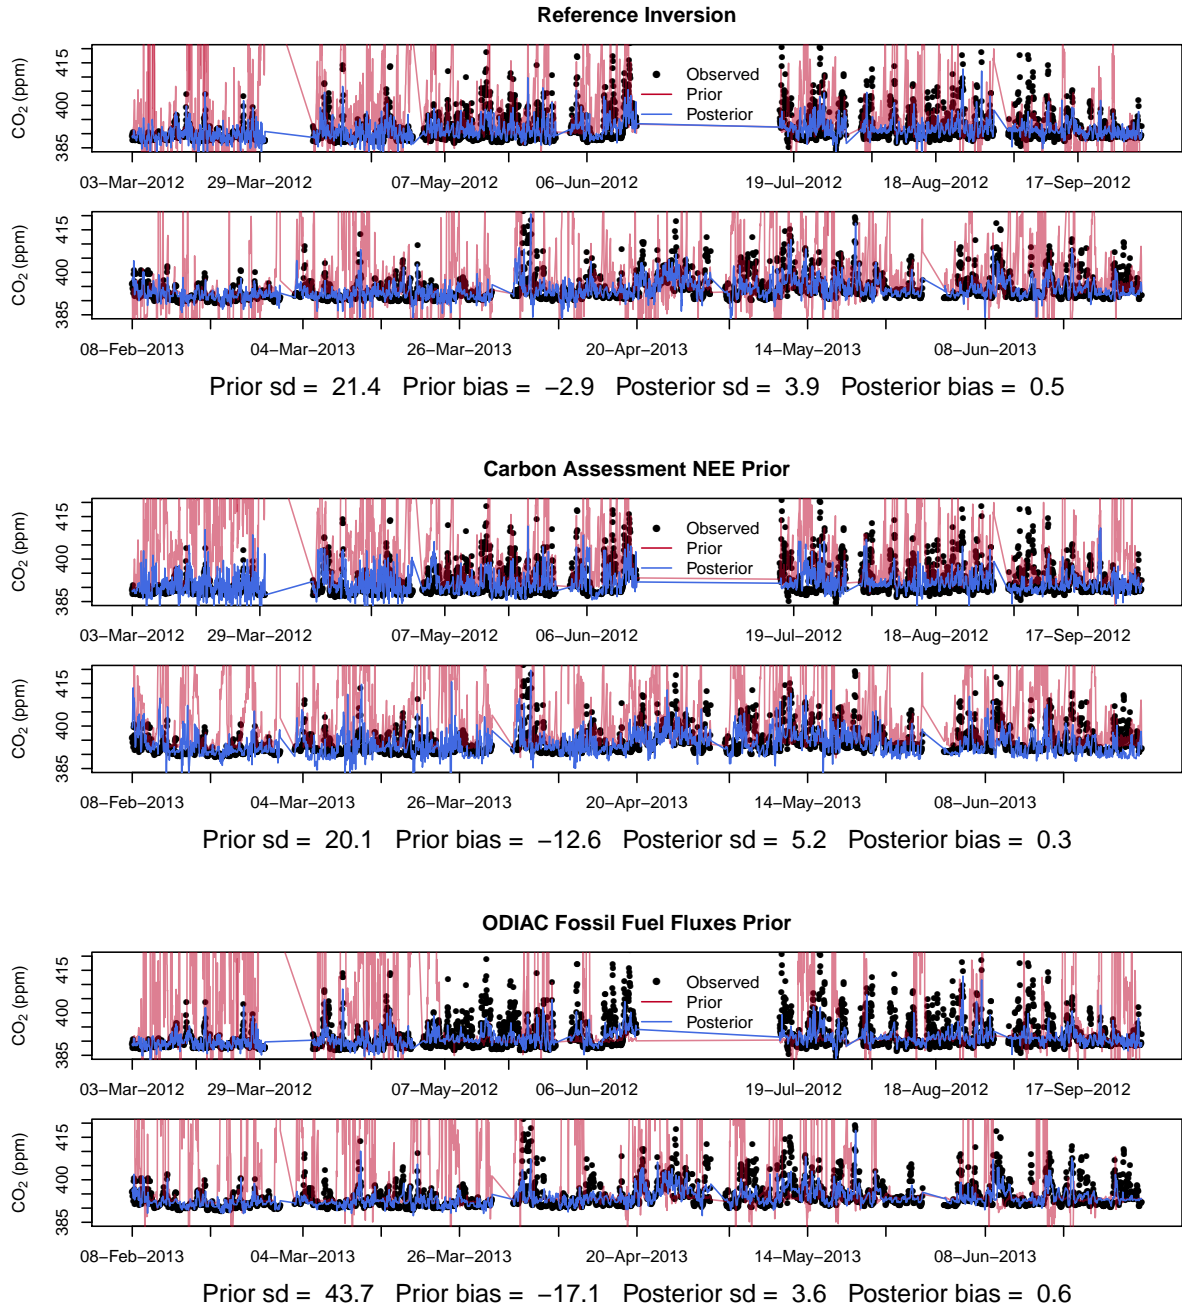 Reference Inversion
CO₂ (ppm)
385 400 415
Observed
Prior
Posterior
03−Mar−2012 29−Mar−2012 07−May−2012 06−Jun−2012 19−Jul−2012 18−Aug−2012 17−Sep−2012
CO₂ (ppm)
385 400 415
08−Feb−2013 04−Mar−2013 26−Mar−2013 20−Apr−2013 14−May−2013 08−Jun−2013
Prior sd = 21.4 Prior bias = −2.9 Posterior sd = 3.9 Posterior bias = 0.5
Carbon Assessment NEE Prior
CO₂ (ppm)
385 400 415
Observed
Prior
Posterior
03−Mar−2012 29−Mar−2012 07−May−2012 06−Jun−2012 19−Jul−2012 18−Aug−2012 17−Sep−2012
CO₂ (ppm)
385 400 415
08−Feb−2013 04−Mar−2013 26−Mar−2013 20−Apr−2013 14−May−2013 08−Jun−2013
Prior sd = 20.1 Prior bias = −12.6 Posterior sd = 5.2 Posterior bias = 0.3
ODIAC Fossil Fuel Fluxes Prior
CO₂ (ppm)
385 400 415
Observed
Prior
Posterior
03−Mar−2012 29−Mar−2012 07−May−2012 06−Jun−2012 19−Jul−2012 18−Aug−2012 17−Sep−2012
CO₂ (ppm)
385 400 415
08−Feb−2013 04−Mar−2013 26−Mar−2013 20−Apr−2013 14−May−2013 08−Jun−2013
Prior sd = 43.7 Prior bias = −17.1 Posterior sd = 3.6 Posterior bias = 0.6